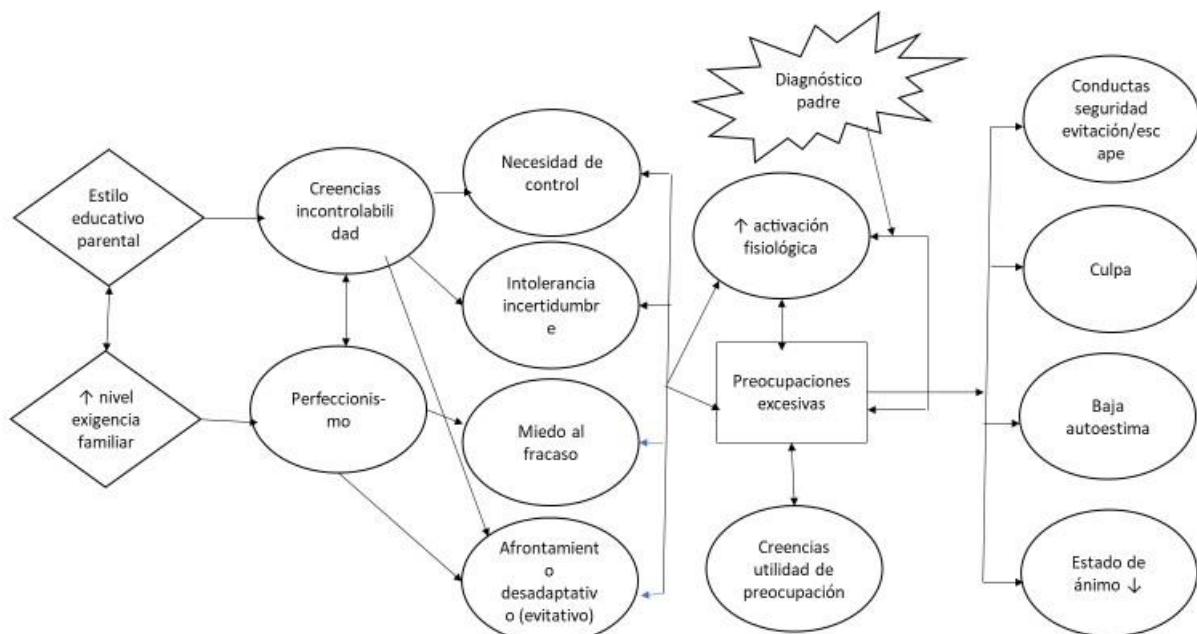 Diagnóstico
padre
Conductas
seguridad
evitación/esc
ape
Necesidad de
control
Estilo
educativo
parental
Creencias
incontrolabili
dad
↑ activación
fisiológica
Intolerancia
incertidumbr
e
Culpa
↑ nivel
exigencia
familiar
Perfeccionis-
mo
Miedo al
fracaso
Preocupaciones
excesivas
Baja
autoestima
Afrontamient
o
desadaptativ
o (evitativo)
Creencias
utilidad de
preocupación
Estado de
ánimo ↓